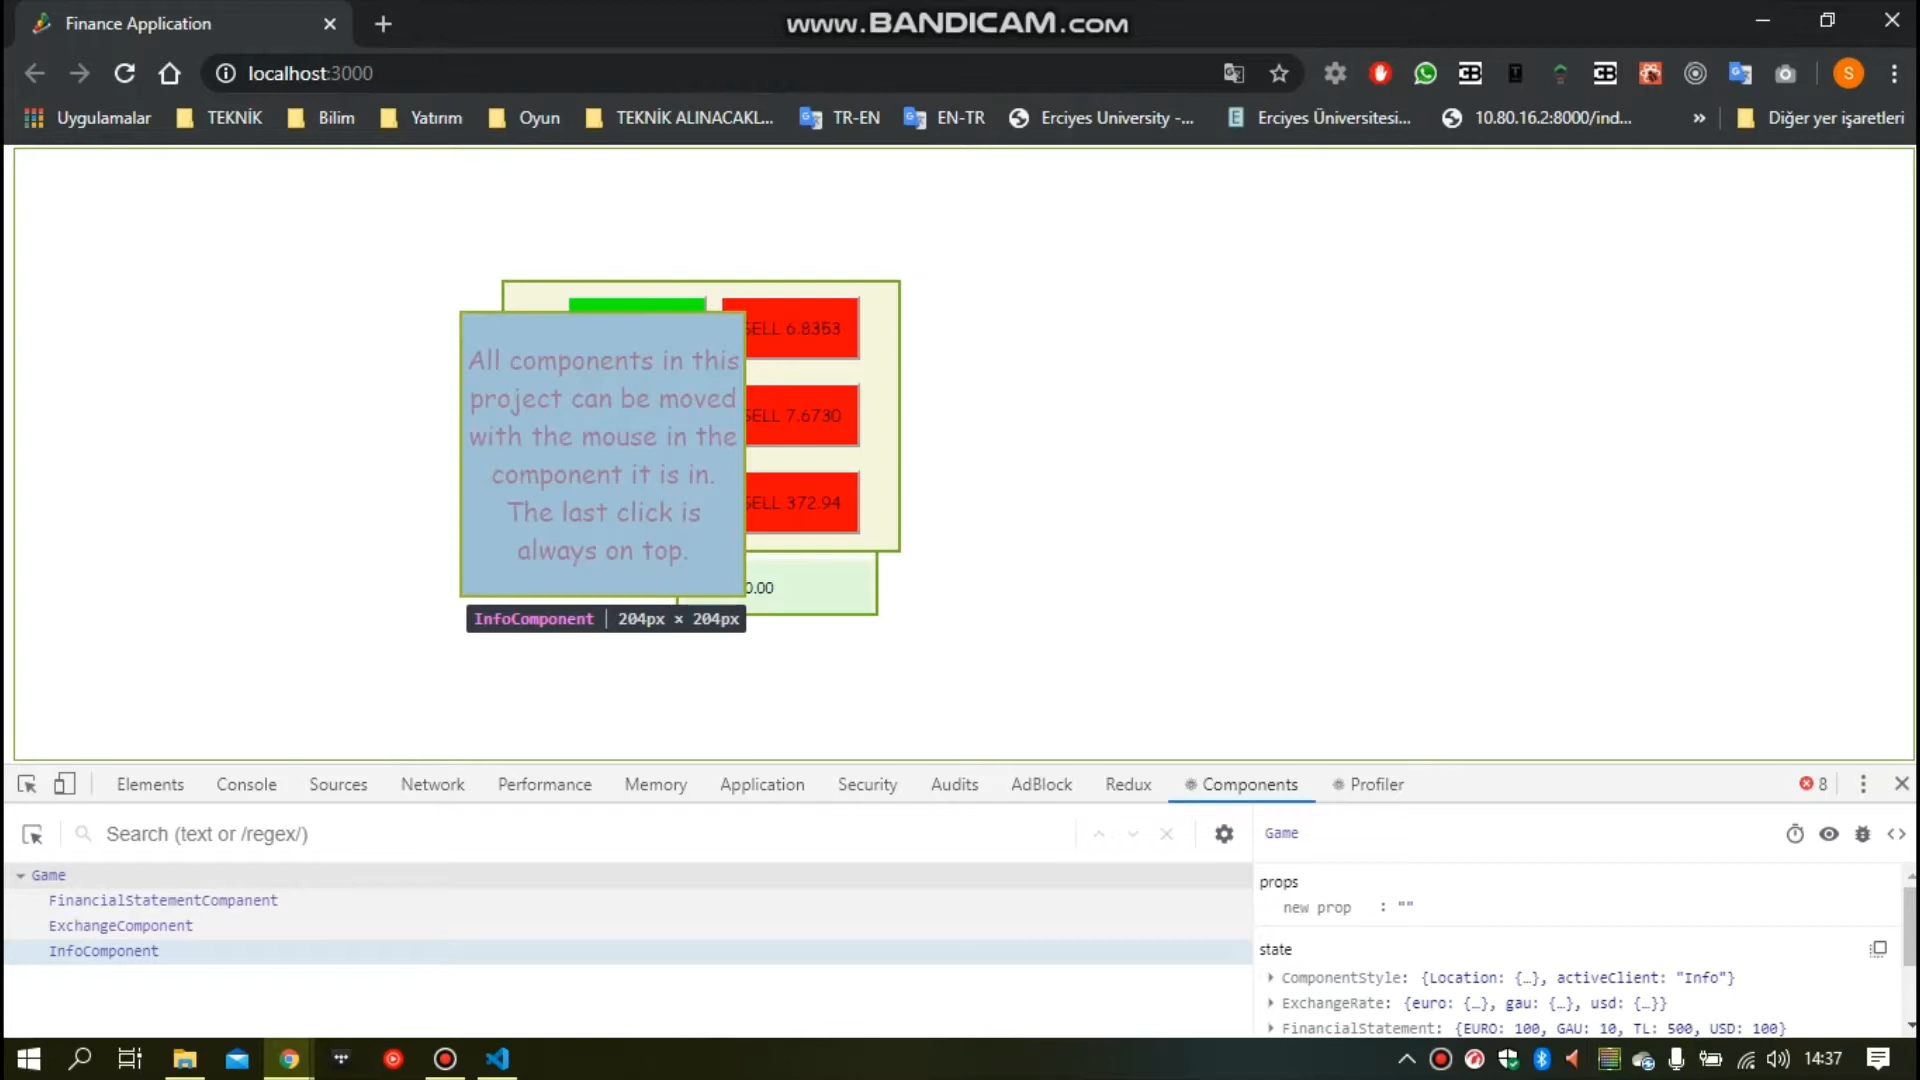 Finance Application
www.BANDICAM.com
localhost:3000
S
Uygulamalar
TEKNİK
Bilim
Yatırım
Oyun
TEKNİK ALINACAKL...
TR-EN
EN-TR
Erciyes University -...
Erciyes Üniversitesi...
10.80.16.2:8000/ind...
»
Diğer yer işaretleri
SELL 6.8353
SELL 7.6730
SELL 372.94
All components in this
project can be moved
with the mouse in the
component it is in.
The last click is
always on top.
0.00
InfoComponent | 204px × 204px
Elements
Console
Sources
Network
Performance
Memory
Application
Security
Audits
AdBlock
Redux
Components
Profiler
8
Search (text or /regex/)
Game
Game
FinancialStatementCompanent
ExchangeComponent
InfoComponent
props
new prop : ""
state
ComponentStyle: {Location: {…}, activeClient: "Info"}
ExchangeRate: {euro: {…}, gau: {…}, usd: {…}}
FinancialStatement: {EURO: 100, GAU: 10, TL: 500, USD: 100}
14:37